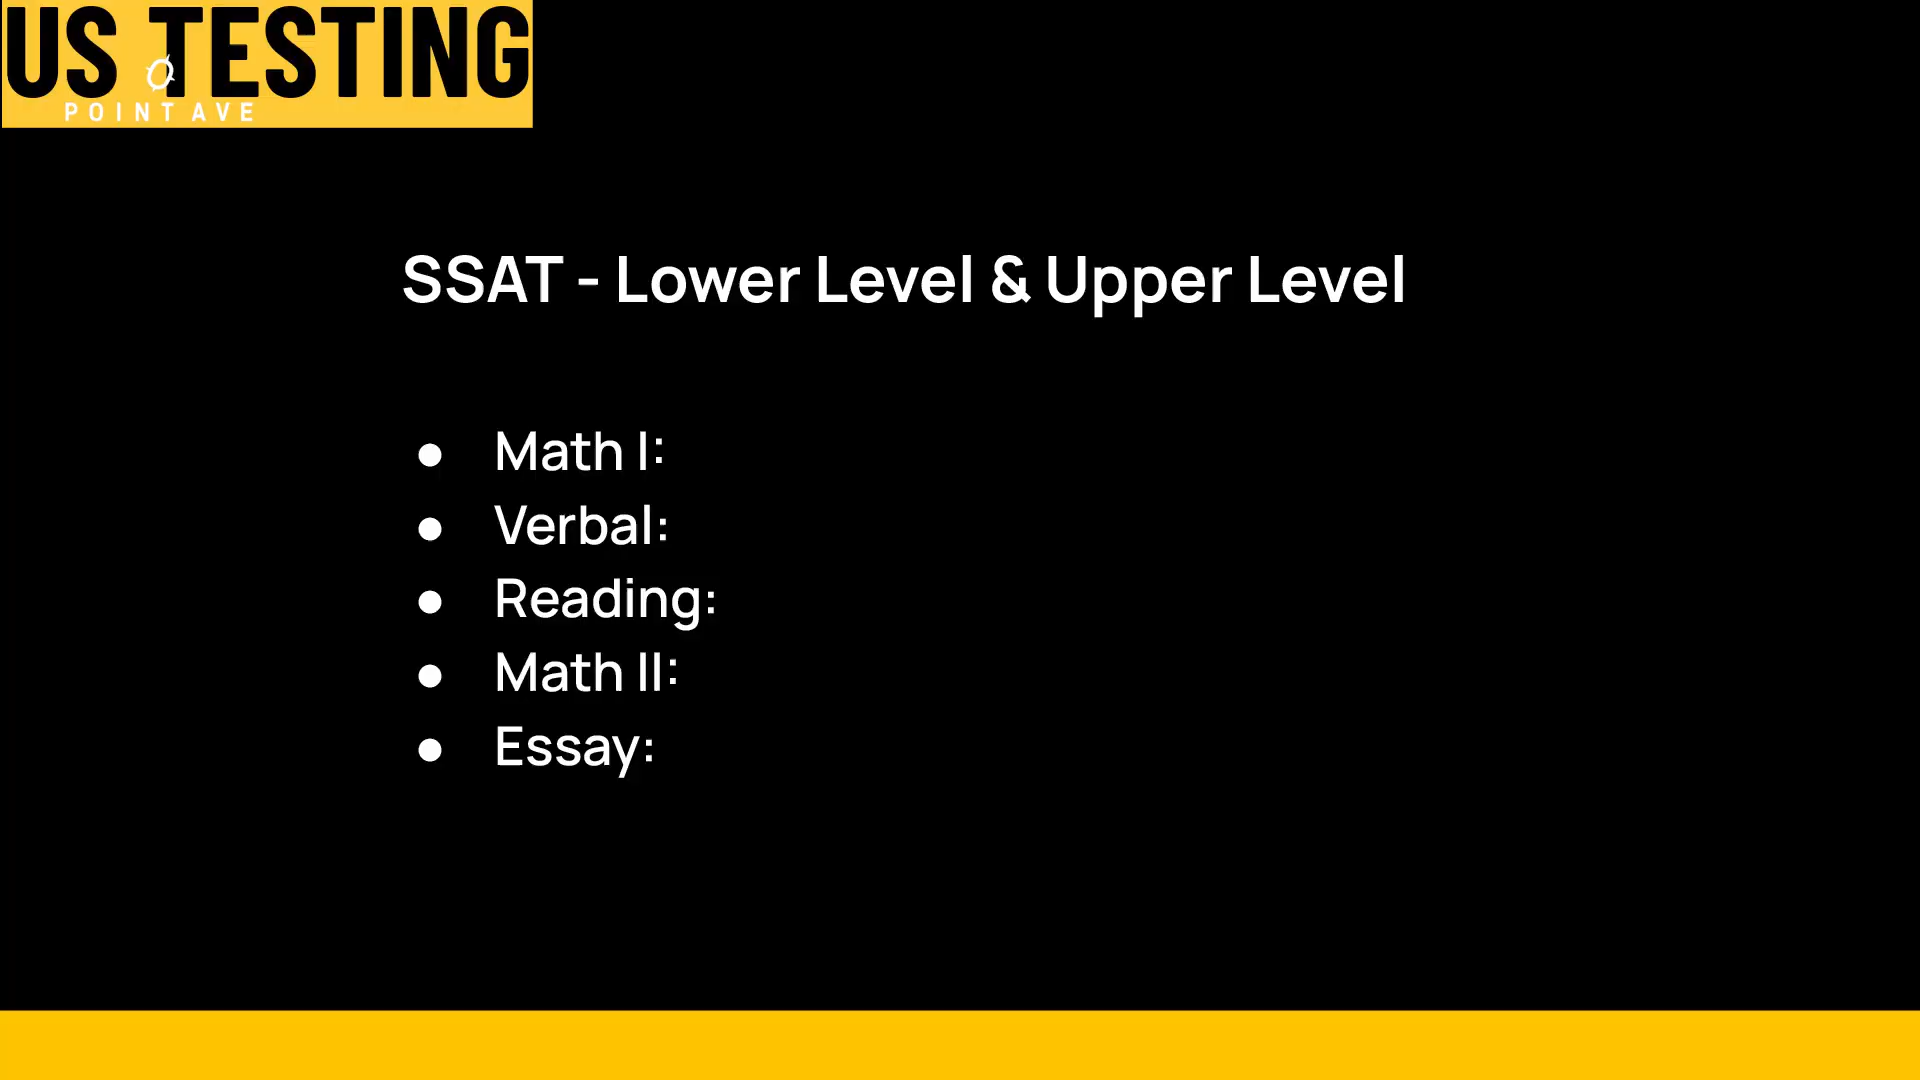 US TESTING
POINT AVE
SSAT - Lower Level & Upper Level
● Math I:
● Verbal:
● Reading:
● Math II:
● Essay: